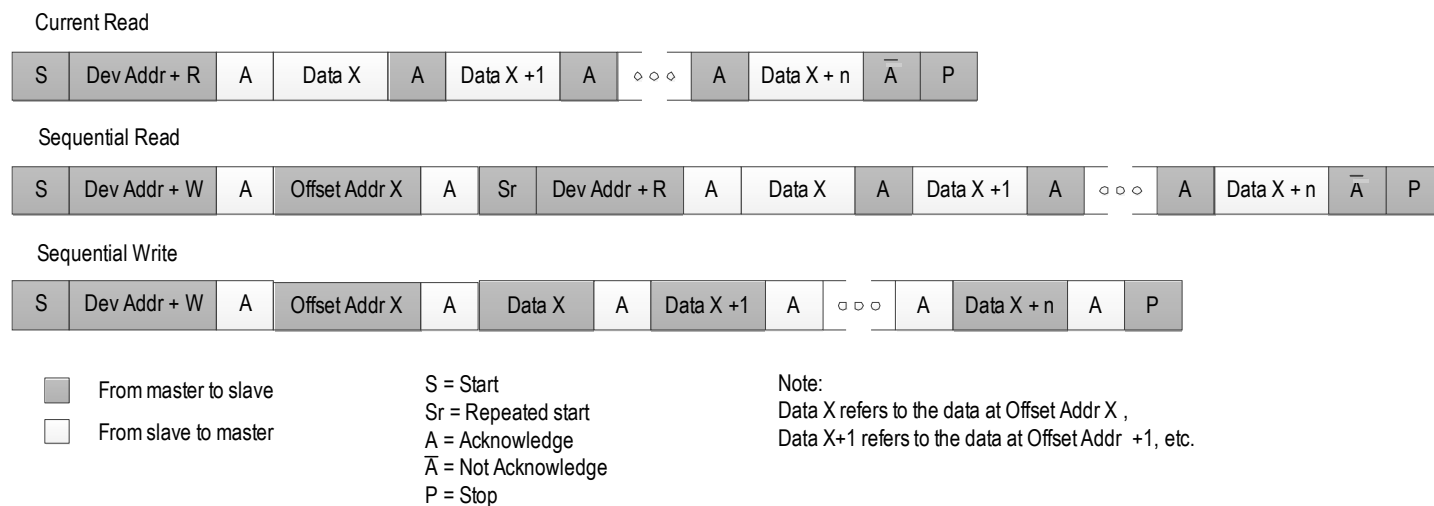 Current Read
S Dev Addr + R A Data X A Data X +1 A A Data X + n A̅ P
Sequential Read
S Dev Addr + W A Offset Addr X A Sr Dev Addr + R A Data X A Data X +1 A A Data X + n A̅ P
Sequential Write
S Dev Addr + W A Offset Addr X A Data X A Data X +1 A A Data X + n A P
From master to slave
From slave to master
S = Start
Sr = Repeated start
A = Acknowledge
A̅ = Not Acknowledge
P = Stop
Note:
Data X refers to the data at Offset Addr X ,
Data X+1 refers to the data at Offset Addr +1, etc.